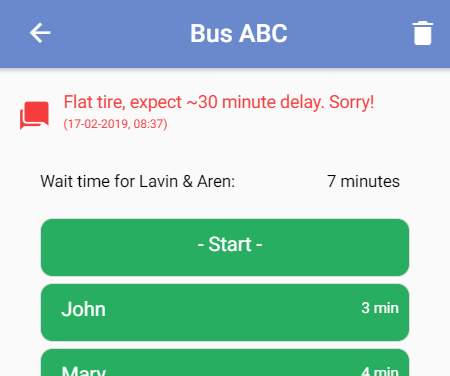 Bus ABC
Flat tire, expect ~30 minute delay. Sorry!
(17-02-2019, 08:37)
Wait time for Lavin & Aren: 7 minutes
- Start -
John 3 min
Mary 4 min